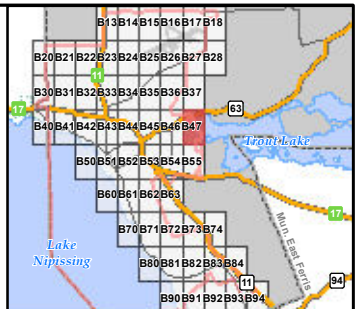 B13 B14 B15 B16 B17 B18
B20 B21 B22 B23 B24 B25 B26 B27 B28
11
B30 B31 B32 B33 B34 B35 B36 B37
17
63
B40 B41 B42 B43 B44 B45 B46 B47
Trout Lake
B50 B51 B52 B53 B54 B55
B60 B61 B62 B63
17
Mun. East Ferris
B70 B71 B72 B73 B74
Lake
Nipissing
B80 B81 B82 B83 B84
11
94
B90 B91 B92 B93 B94